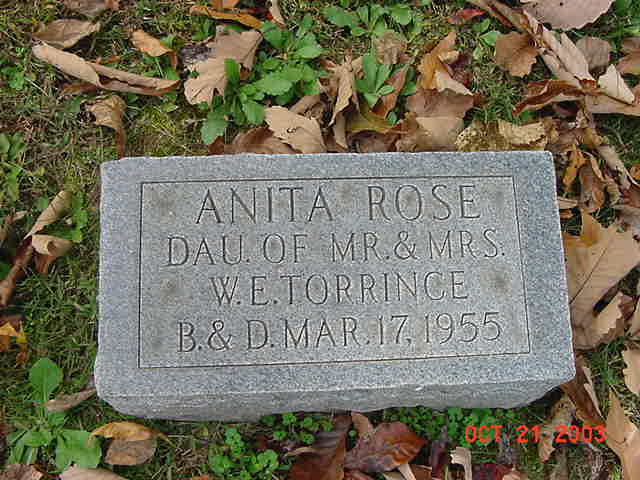 ANITA ROSE
DAU. OF MR. & MRS.
W. E. TORRINCE
B. & D. MAR. 17, 1955
OCT 21 2003